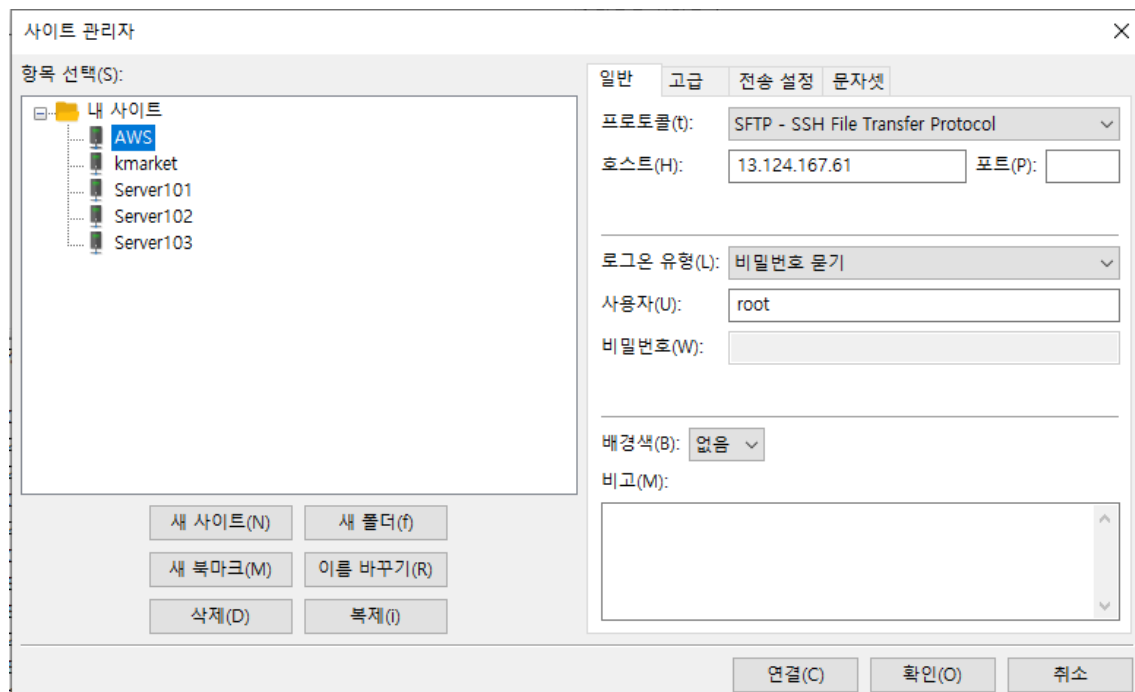 사이트 관리자
항목 선택(S):
내 사이트
AWS
kmarket
Server101
Server102
Server103
새 사이트(N) 새 폴더(f)
새 북마크(M) 이름 바꾸기(R)
삭제(D) 복제(i)
일반 고급 전송 설정 문자셋
프로토콜(t): SFTP - SSH File Transfer Protocol
호스트(H): 13.124.167.61 포트(P):
로그온 유형(L): 비밀번호 묻기
사용자(U): root
비밀번호(W):
배경색(B): 없음
비고(M):
연결(C) 확인(O) 취소